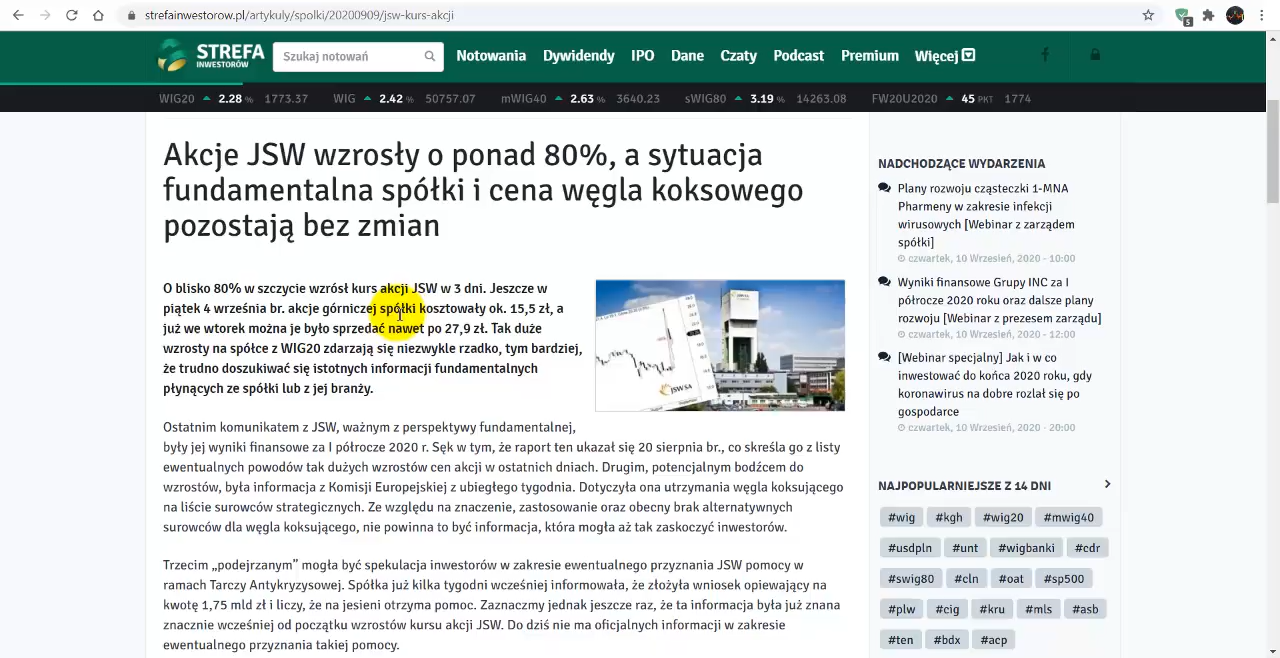 strefainwestorow.pl/artykuly/spolki/20200909/jsw-kurs-akcji
5
STREFA
INWESTORÓW
Szukaj notowań
Notowania Dywidendy IPO Dane Czaty Podcast Premium Więcej
WIG20 2.28 % 1773.37 WIG 2.42 % 50757.07 mWIG40 2.63 % 3640.23 sWIG80 3.19 % 14263.08 FW20U2020 45 PKT 1774
Akcje JSW wzrosły o ponad 80%, a sytuacja
fundamentalna spółki i cena węgla koksowego
pozostają bez zmian
O blisko 80% w szczycie wzrósł kurs akcji JSW w 3 dni. Jeszcze w
piątek 4 września br. akcje górniczej spółki kosztowały ok. 15,5 zł, a
już we wtorek można je było sprzedać nawet po 27,9 zł. Tak duże
wzrosty na spółce z WIG20 zdarzają się niezwykle rzadko, tym bardziej,
że trudno doszukiwać się istotnych informacji fundamentalnych
płynących ze spółki lub z jej branży.
JSW SA
Ostatnim komunikatem z JSW, ważnym z perspektywy fundamentalnej,
były jej wyniki finansowe za I półrocze 2020 r. Sęk w tym, że raport ten ukazał się 20 sierpnia br., co skreśla go z listy
ewentualnych powodów tak dużych wzrostów cen akcji w ostatnich dniach. Drugim, potencjalnym bodźcem do
wzrostów, była informacja z Komisji Europejskiej z ubiegłego tygodnia. Dotyczyła ona utrzymania węgla koksującego
na liście surowców strategicznych. Ze względu na znaczenie, zastosowanie oraz obecny brak alternatywnych
surowców dla węgla koksującego, nie powinna to być informacja, która mogła aż tak zaskoczyć inwestorów.
Trzecim „podejrzanym” mogła być spekulacja inwestorów w zakresie ewentualnego przyznania JSW pomocy w
ramach Tarczy Antykryzysowej. Spółka już kilka tygodni wcześniej informowała, że złożyła wniosek opiewający na
kwotę 1,75 mld zł i liczy, że na jesieni otrzyma pomoc. Zaznaczmy jednak jeszcze raz, że ta informacja była już znana
znacznie wcześniej od początku wzrostów kursu akcji JSW. Do dziś nie ma oficjalnych informacji w zakresie
ewentualnego przyznania takiej pomocy.
NADCHODZĄCE WYDARZENIA
Plany rozwoju cząsteczki 1-MNA
Pharmeny w zakresie infekcji
wirusowych [Webinar z zarządem
spółki]
czwartek, 10 Wrzesień, 2020 - 10:00
Wyniki finansowe Grupy INC za I
półrocze 2020 roku oraz dalsze plany
rozwoju [Webinar z prezesem zarządu]
czwartek, 10 Wrzesień, 2020 - 12:00
[Webinar specjalny] Jak i w co
inwestować do końca 2020 roku, gdy
koronawirus na dobre rozlał się po
gospodarce
czwartek, 10 Wrzesień, 2020 - 20:00
NAJPOPULARNIEJSZE Z 14 DNI
#wig #kgh #wig20 #mwig40
#usdpln #unt #wigbanki #cdr
#swig80 #cln #oat #sp500
#plw #cig #kru #mls #asb
#ten #bdx #acp